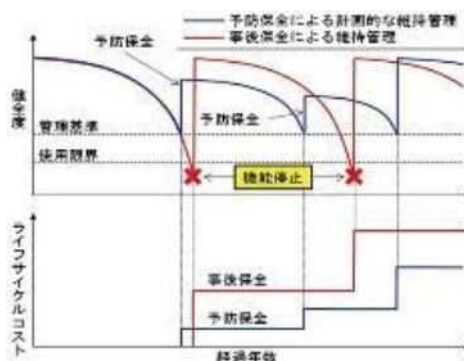 予防保全による計画的な維持管理
事後保全による維持管理
予防保全
健全度
予防保全
管理基準
使用限界
機能停止
ライフサイクルコスト
事後保全
予防保全
経過年数